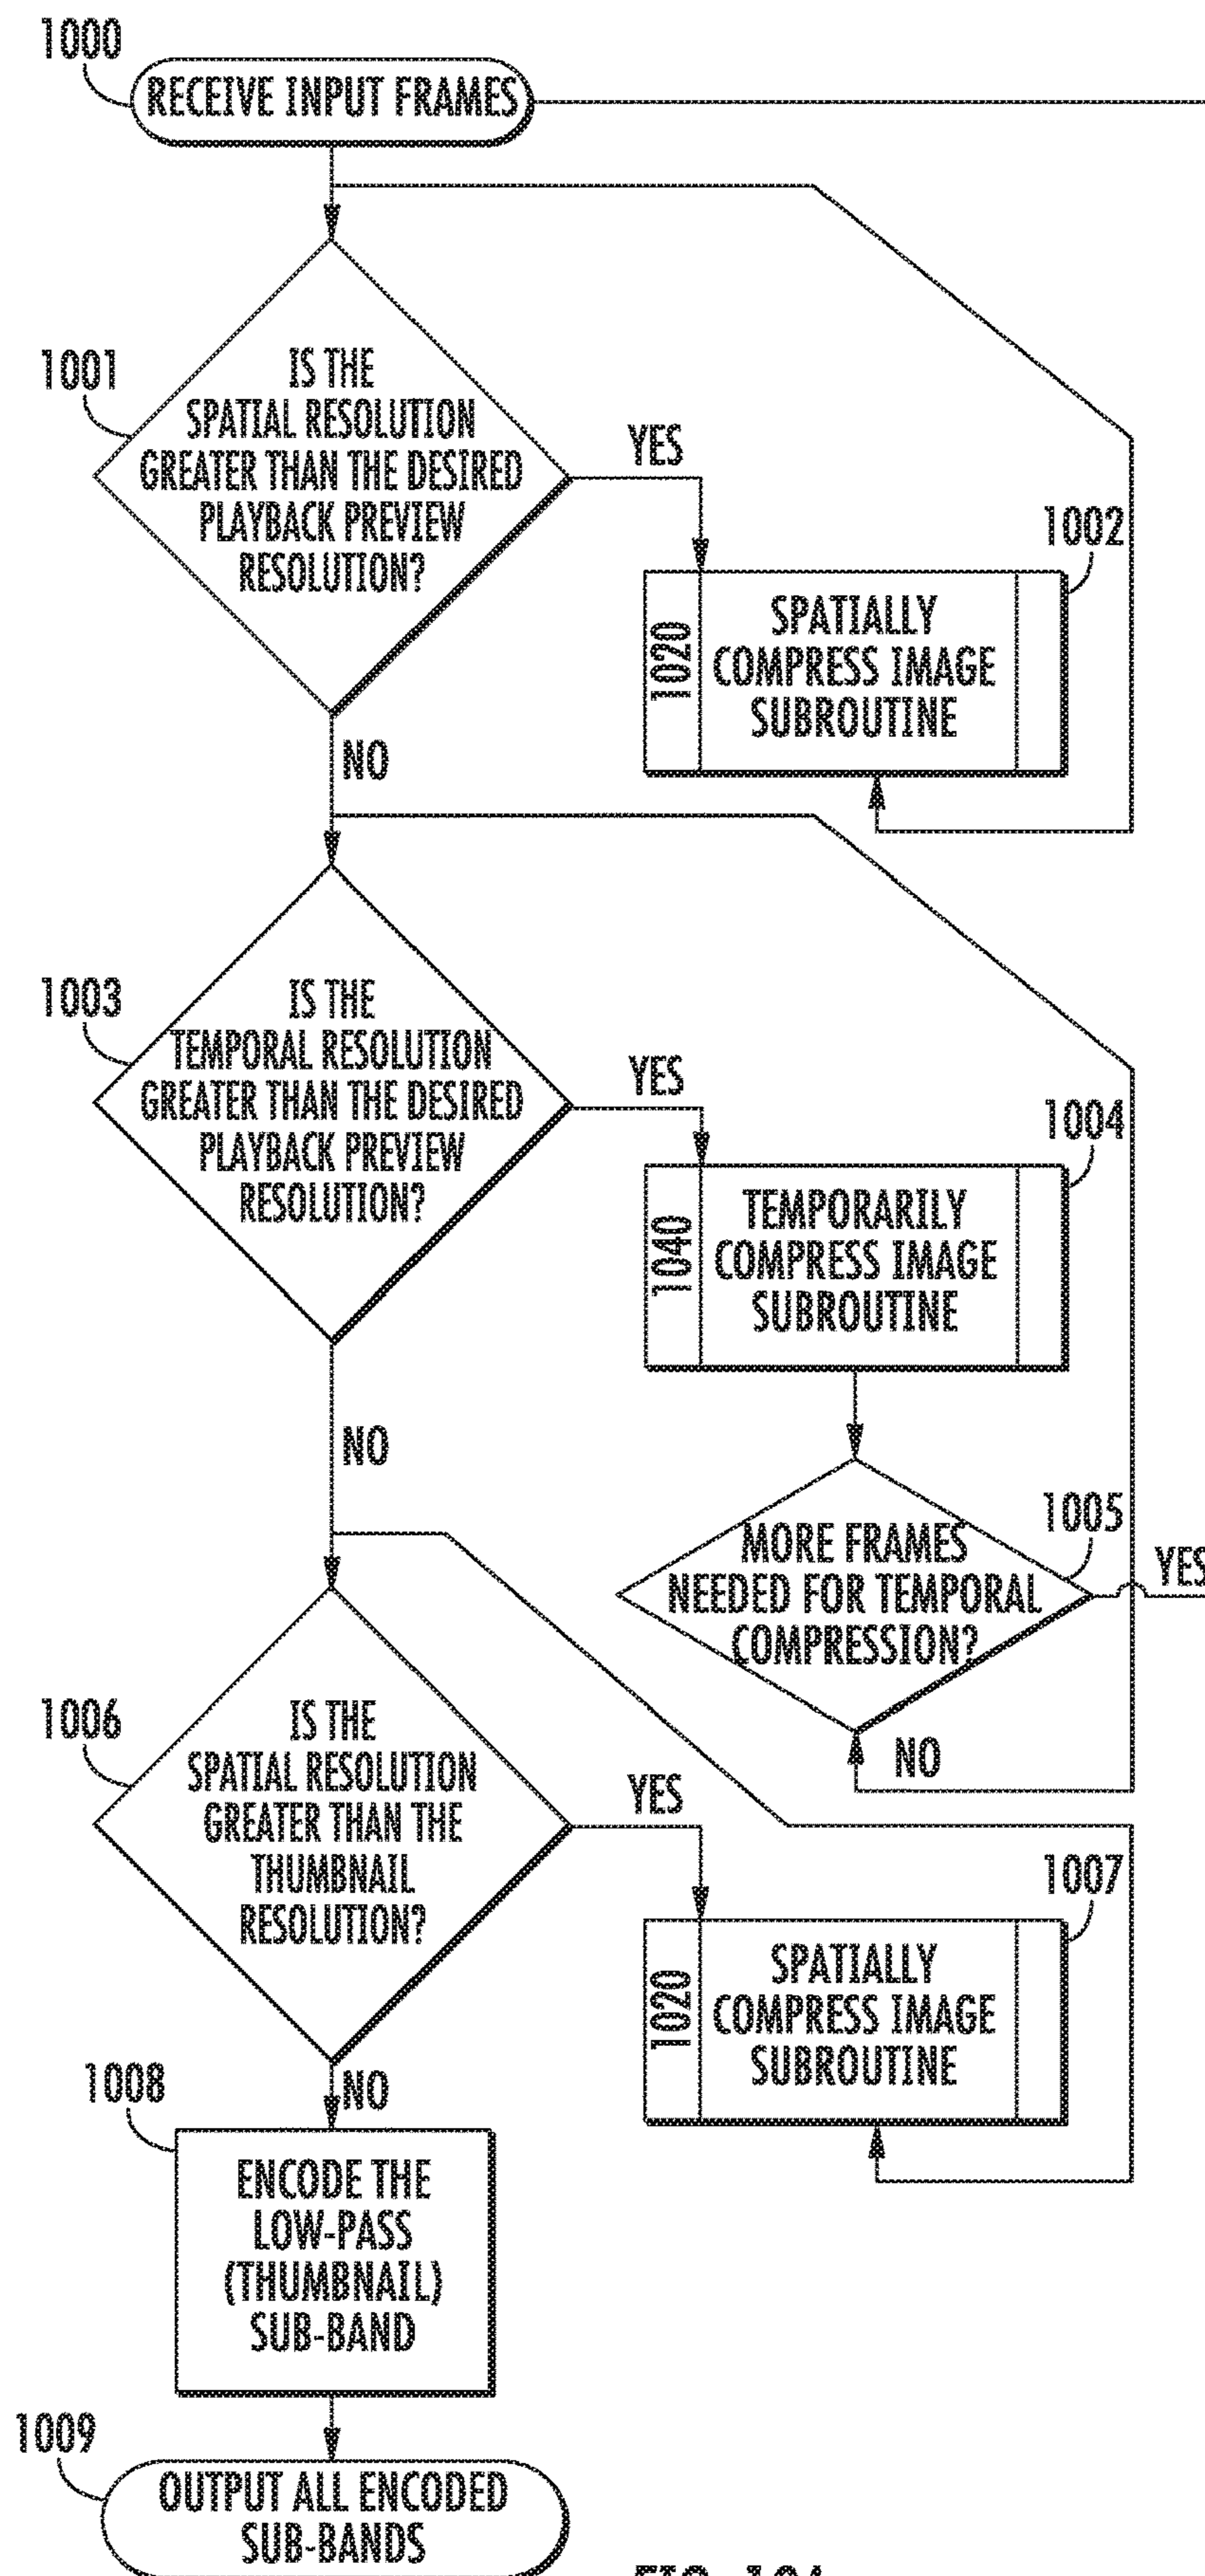 1000
RECEIVE INPUT FRAMES
1001
IS THE
SPATIAL RESOLUTION
GREATER THAN THE DESIRED
PLAYBACK PREVIEW
RESOLUTION?
YES
1002
1020
SPATIALLY
COMPRESS IMAGE
SUBROUTINE
NO
1003
IS THE
TEMPORAL RESOLUTION
GREATER THAN THE DESIRED
PLAYBACK PREVIEW
RESOLUTION?
YES
1004
1040
TEMPORARILY
COMPRESS IMAGE
SUBROUTINE
NO
1005
MORE FRAMES
NEEDED FOR TEMPORAL
COMPRESSION?
YES
NO
1006
IS THE
SPATIAL RESOLUTION
GREATER THAN THE
THUMBNAIL
RESOLUTION?
YES
1007
1020
SPATIALLY
COMPRESS IMAGE
SUBROUTINE
NO
1008
ENCODE THE
LOW-PASS
(THUMBNAIL)
SUB-BAND
1009
OUTPUT ALL ENCODED
SUB-BANDS